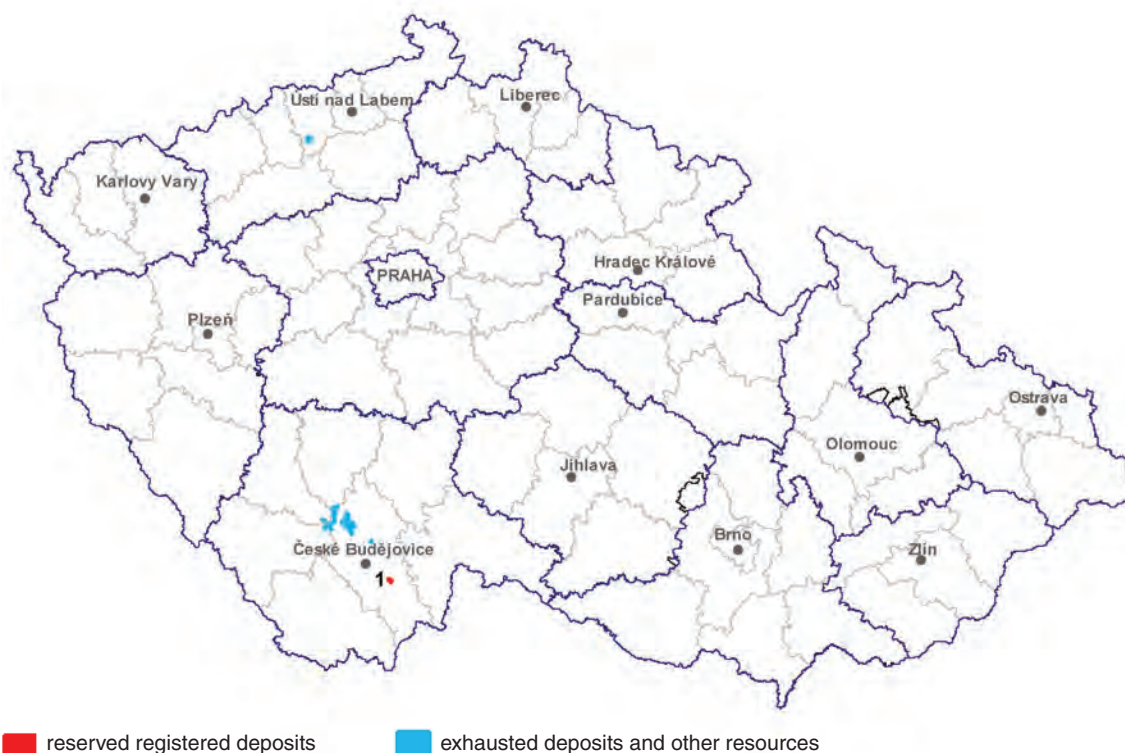 Ústí nad Labem
Liberec
Karlovy Vary
Hradec Králové
PRAHA
Pardubice
Plzeň
Ostrava
Olomouc
Jihlava
Brno
České Budějovice
Zlín
1
reserved registered deposits
exhausted deposits and other resources